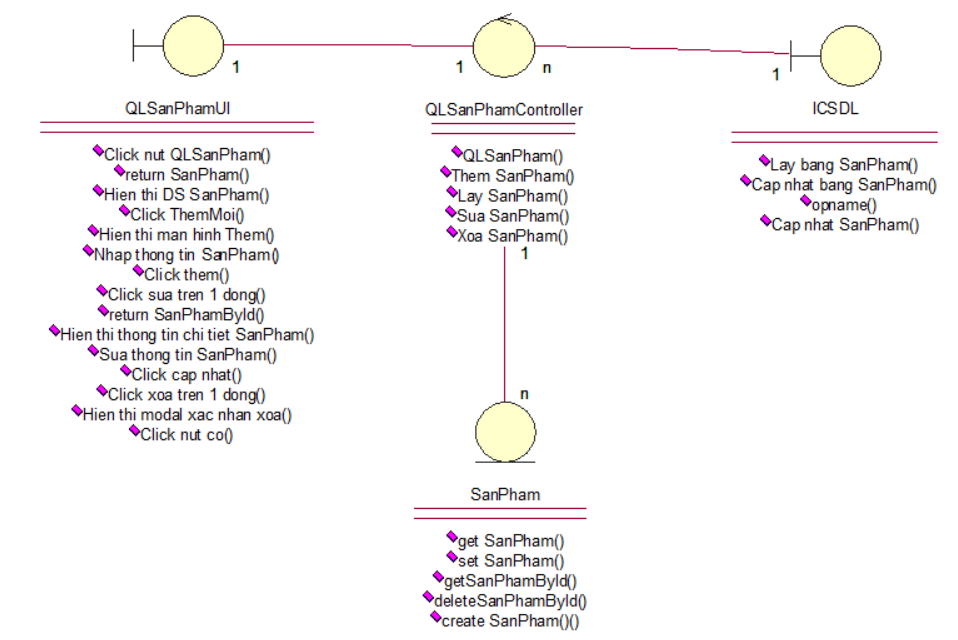 1
1
n
1
QLSanPhamUI
Click nut QLSanPham()
return SanPham()
Hien thi DS SanPham()
Click ThemMoi()
Hien thi man hinh Them()
Nhap thong tin SanPham()
Click them()
Click sua tren 1 dong()
return SanPhamById()
Hien thi thong tin chi tiet SanPham()
Sua thong tin SanPham()
Click cap nhat()
Click xoa tren 1 dong()
Hien thi modal xac nhan xoa()
Click nut co()
QLSanPhamController
QLSanPham()
Them SanPham()
Lay SanPham()
Sua SanPham()
Xoa SanPham()
1
n
ICSDL
Lay bang SanPham()
Cap nhat bang SanPham()
opname()
Cap nhat SanPham()
SanPham
get SanPham()
set SanPham()
getSanPhamById()
deleteSanPhamById()
create SanPham()()